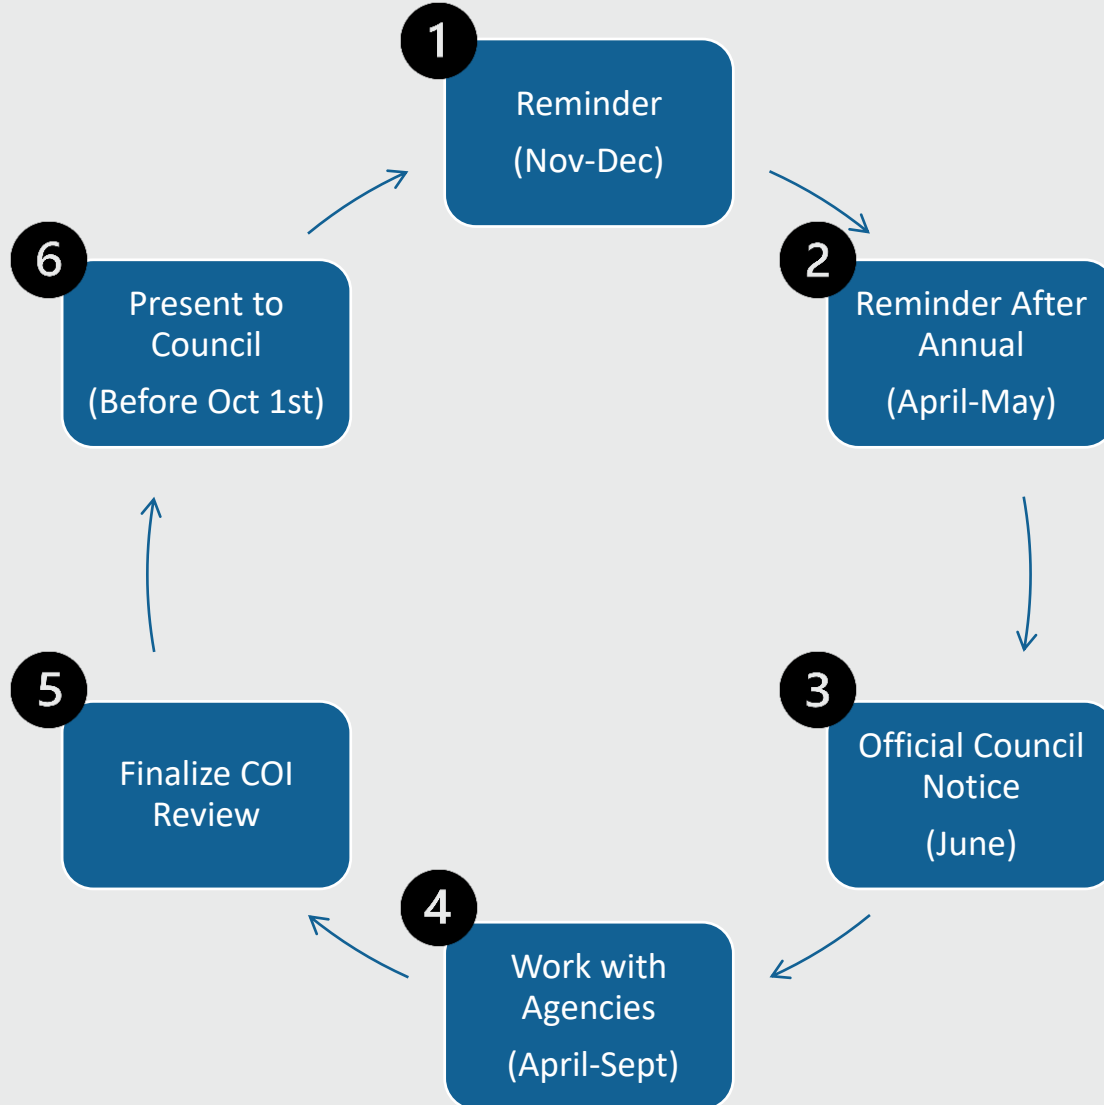 1
Reminder
(Nov-Dec)
2
Reminder After
Annual
(April-May)
3
Official Council
Notice
(June)
4
Work with
Agencies
(April-Sept)
5
Finalize COI
Review
6
Present to
Council
(Before Oct 1st)